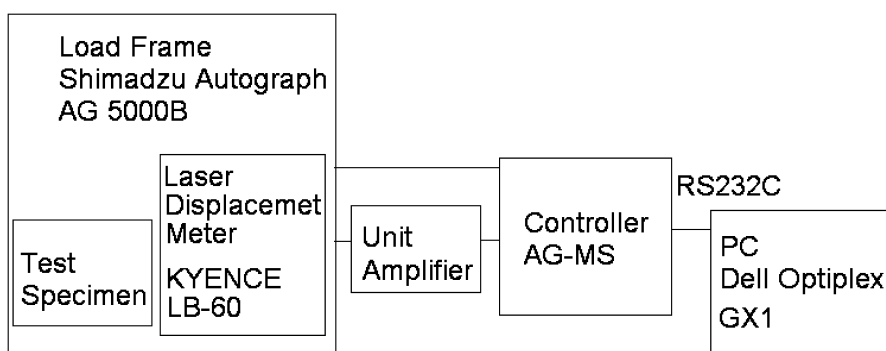 Load Frame
Shimadzu Autograph
AG 5000B
Laser
Displacemet
Meter
KYENCE
LB-60
Test
Specimen
Unit
Amplifier
Controller
AG-MS
RS232C
PC
Dell Optiplex
GX1